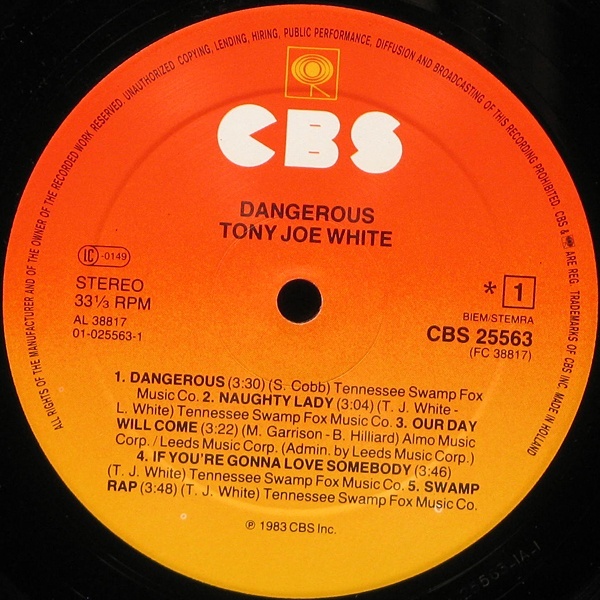 ALL RIGHTS OF THE MANUFACTURER AND OF THE OWNER OF THE RECORDED WORK RESERVED. UNAUTHORIZED COPYING, LENDING, HIRING, PUBLIC PERFORMANCE, DIFFUSION AND BROADCASTING OF THIS RECORDING PROHIBITED. CBS & ARE REG. TRADEMARKS OF CBS INC. MADE IN HOLLAND
CBS
DANGEROUS
TONY JOE WHITE
LC -0149
STEREO
33⅓ RPM
AL 38817
01-025563-1
* 1
BIEM/STEMRA
CBS 25563
(FC 38817)
1. DANGEROUS (3:30) (S. Cobb) Tennessee Swamp Fox
Music Co. 2. NAUGHTY LADY (3:04) (T. J. White -
L. White) Tennessee Swamp Fox Music Co. 3. OUR DAY
WILL COME (3:22) (M. Garrison - B. Hilliard) Almo Music
Corp. / Leeds Music Corp. (Admin. by Leeds Music Corp.)
4. IF YOU'RE GONNA LOVE SOMEBODY (3:46)
(T. J. White) Tennessee Swamp Fox Music Co. 5. SWAMP
RAP (3:48) (T. J. White) Tennessee Swamp Fox Music Co.
℗ 1983 CBS Inc.